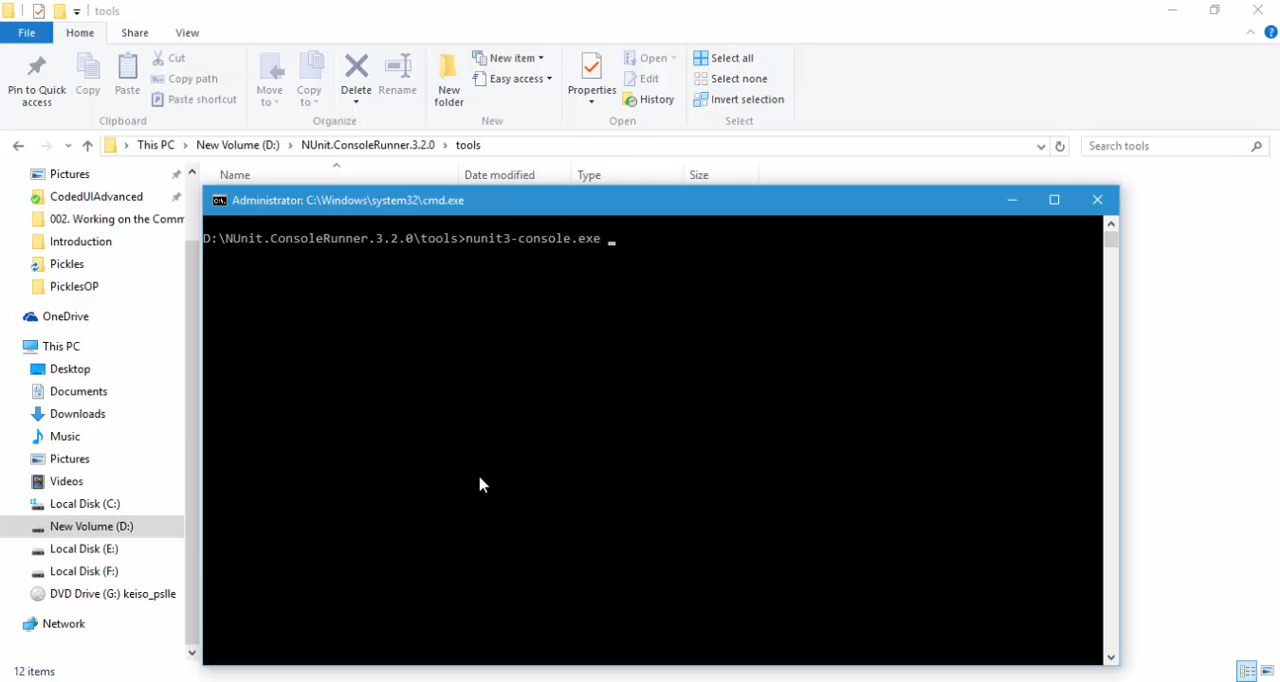 tools
File Home Share View
Pin to Quick access
Copy
Paste
Cut
Copy path
Paste shortcut
Clipboard
Move to
Copy to
Delete
Rename
Organize
New folder
New item
Easy access
New
Properties
Open
Edit
History
Open
Select all
Select none
Invert selection
Select
This PC > New Volume (D:) > NUnit.ConsoleRunner.3.2.0 > tools
Search tools
Name Date modified Type Size
Pictures
CodedUIAdvanced
002. Working on the Comm
Introduction
Pickles
PicklesOP
OneDrive
This PC
Desktop
Documents
Downloads
Music
Pictures
Videos
Local Disk (C:)
New Volume (D:)
Local Disk (E:)
Local Disk (F:)
DVD Drive (G:) keiso_pslle
Network
12 items
Administrator: C:\Windows\system32\cmd.exe
D:\NUnit.ConsoleRunner.3.2.0\tools>nunit3-console.exe _